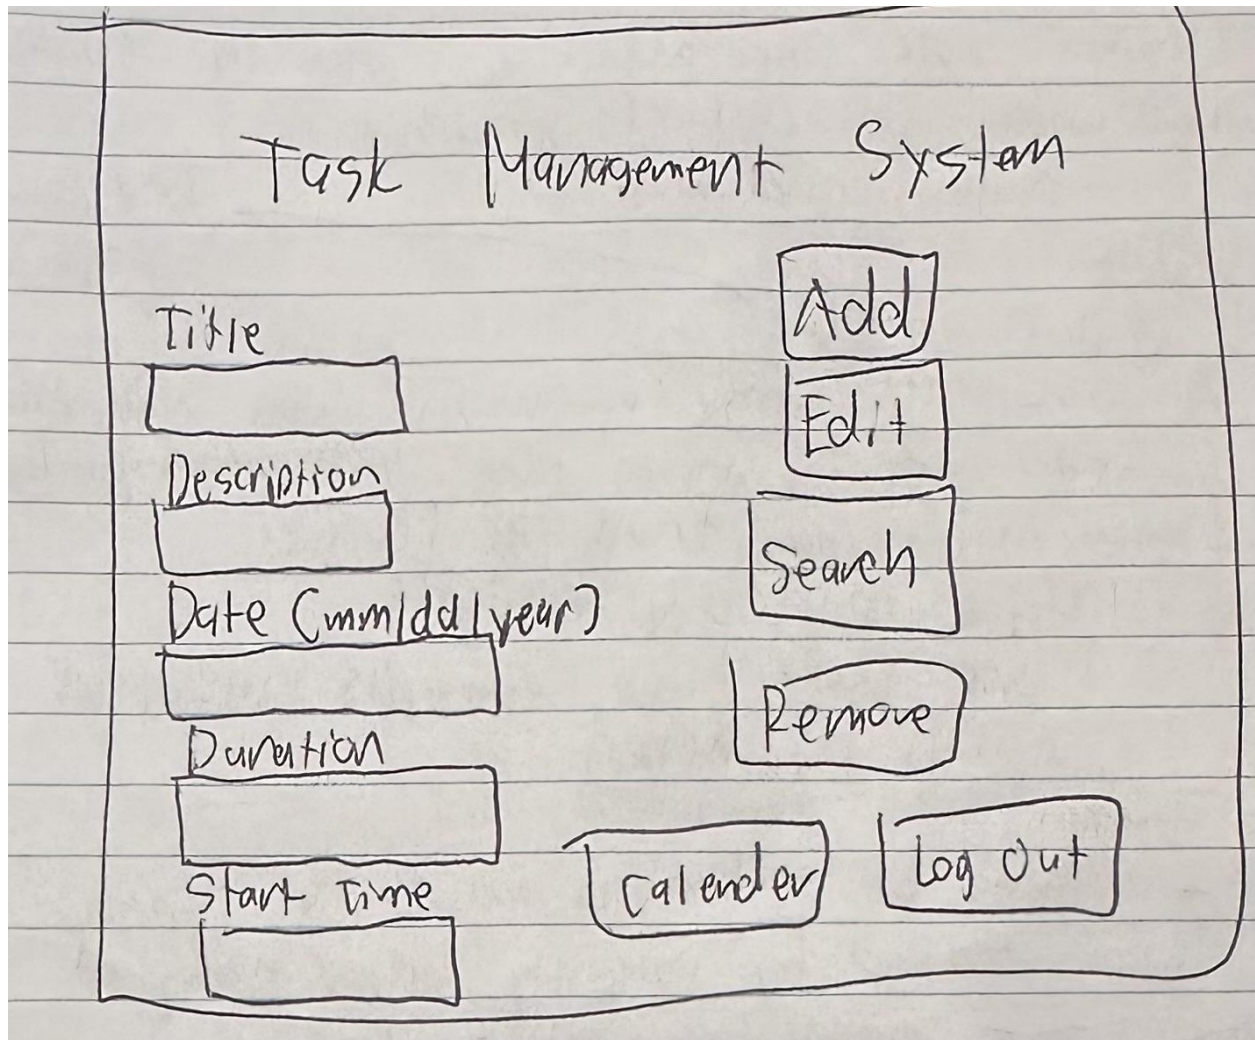 Task Management System
Title
Description
Date (mm/dd/year)
Duration
Start Time
Add
Edit
Search
Remove
Calender
Log Out